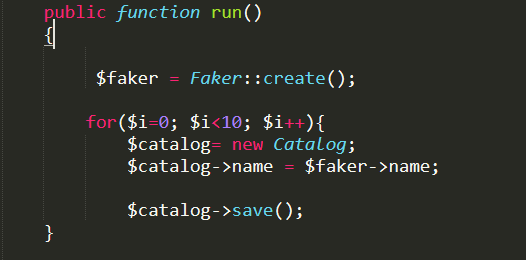 public function run()
{
$faker = Faker::create();
for($i=0; $i<10; $i++){
$catalog= new Catalog;
$catalog->name = $faker->name;
$catalog->save();
}